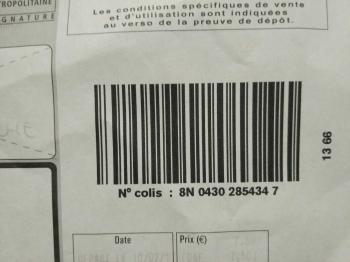 TROPOLITAINE
GNATURE
Les conditions spécifiques de vente
et d'utilisation sont indiquées
au verso de la preuve de dépôt.
13 66
N° colis : 8N 0430 285434 7
Date
Prix (€)